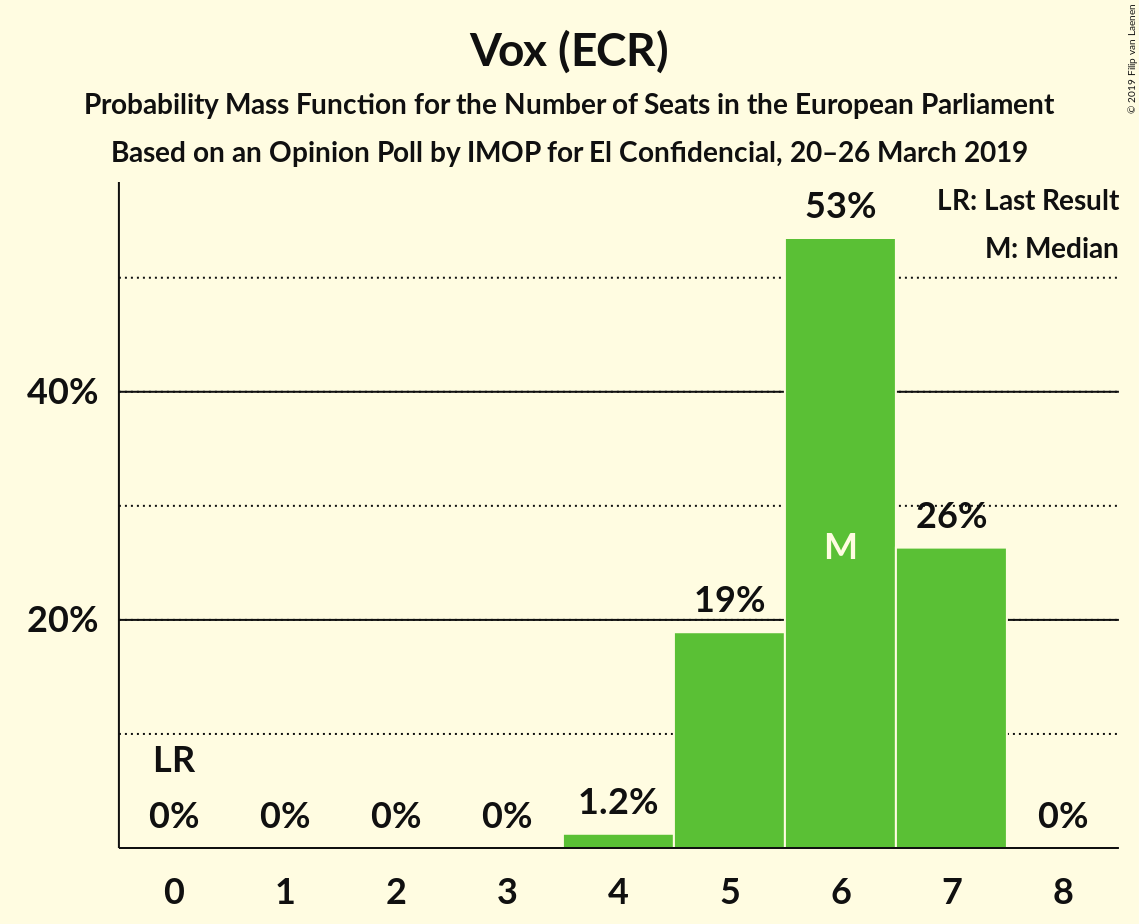 Vox (ECR)
Probability Mass Function for the Number of Seats in the European Parliament
Based on an Opinion Poll by IMOP for El Confidencial, 20–26 March 2019
© 2019 Filip van Laenen
LR: Last Result
M: Median
53%
40%
26%
M
20%
19%
LR
0% 0% 0% 0% 1.2% 0%
0 1 2 3 4 5 6 7 8